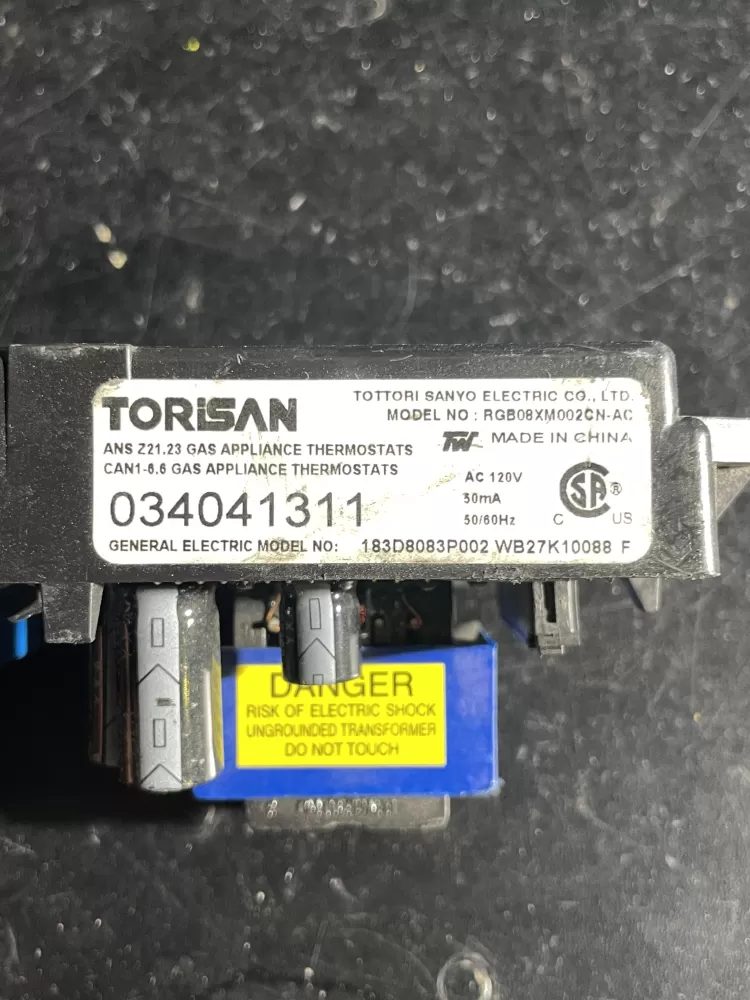 TORiSAN
TOTTORI SANYO ELECTRIC CO., LTD.
MODEL NO : RGB08XM002CN-AC
TW MADE IN CHINA
ANS Z21.23 GAS APPLIANCE THERMOSTATS
CAN1-6.6 GAS APPLIANCE THERMOSTATS
034041311
AC 120V
30mA
50/60Hz
C SA ® US
GENERAL ELECTRIC MODEL NO: 183D8083P002 WB27K10088 F
DANGER
RISK OF ELECTRIC SHOCK
UNGROUNDED TRANSFORMER
DO NOT TOUCH